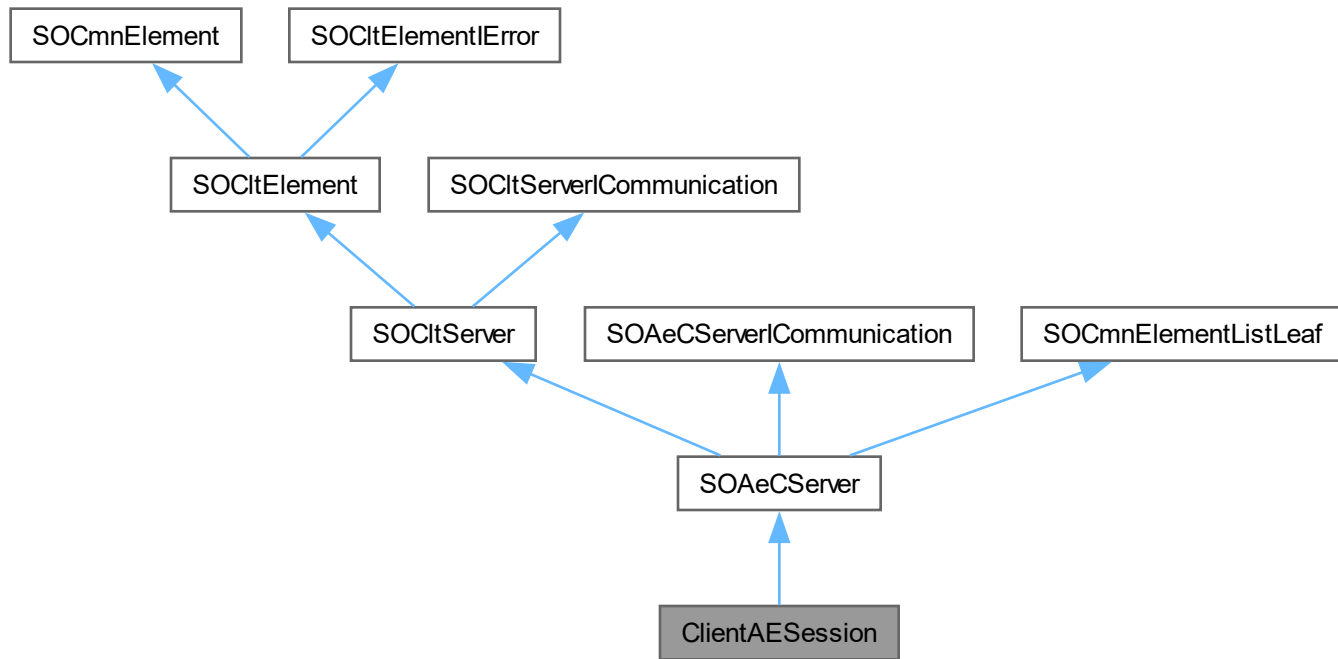 SOCmnElement
SOCltElementIError
SOCltElement
SOCltServerICommunication
SOCltServer
SOAeCServerICommunication
SOCmnElementListLeaf
SOAeCServer
ClientAESession